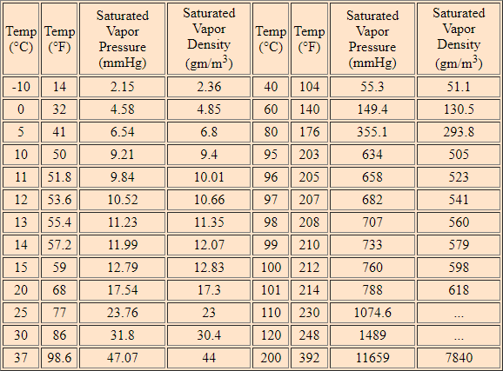 Temp (°C) Temp (°F) Saturated Vapor Pressure (mmHg) Saturated Vapor Density (gm/m³) Temp (°C) Temp (°F) Saturated Vapor Pressure (mmHg) Saturated Vapor Density (gm/m³)
-10 14 2.15 2.36 40 104 55.3 51.1
0 32 4.58 4.85 60 140 149.4 130.5
5 41 6.54 6.8 80 176 355.1 293.8
10 50 9.21 9.4 95 203 634 505
11 51.8 9.84 10.01 96 205 658 523
12 53.6 10.52 10.66 97 207 682 541
13 55.4 11.23 11.35 98 208 707 560
14 57.2 11.99 12.07 99 210 733 579
15 59 12.79 12.83 100 212 760 598
20 68 17.54 17.3 101 214 788 618
25 77 23.76 23 110 230 1074.6 ...
30 86 31.8 30.4 120 248 1489 ...
37 98.6 47.07 44 200 392 11659 7840